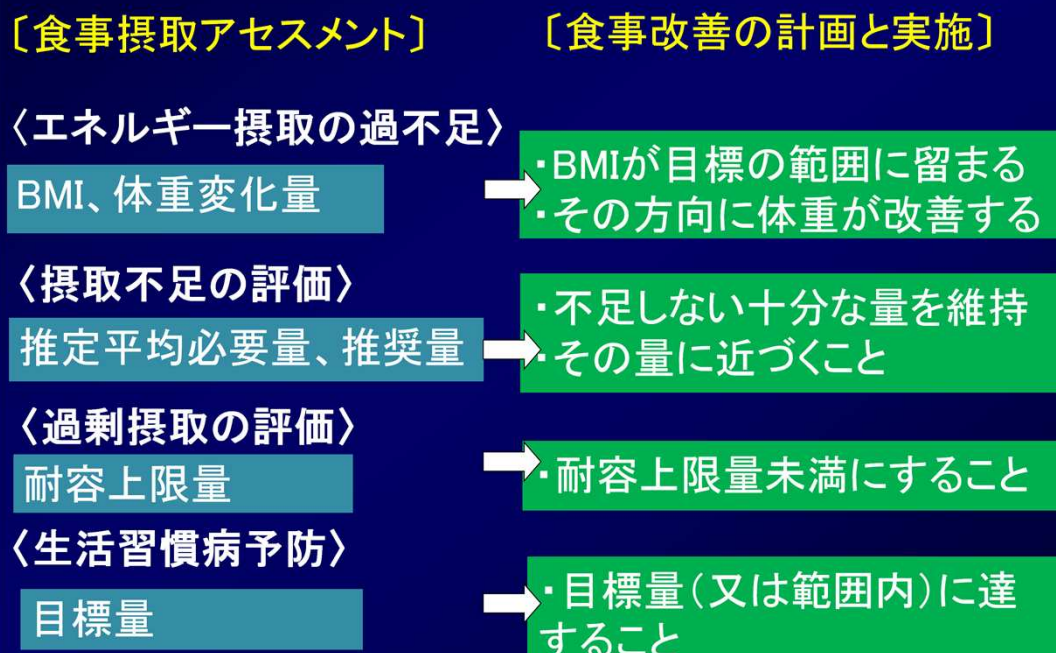 〔食事摂取アセスメント〕
〔食事改善の計画と実施〕
〈エネルギー摂取の過不足〉
BMI、体重変化量
・BMIが目標の範囲に留まる
・その方向に体重が改善する
〈摂取不足の評価〉
推定平均必要量、推奨量
・不足しない十分な量を維持
・その量に近づくこと
〈過剰摂取の評価〉
耐容上限量
・耐容上限量未満にすること
〈生活習慣病予防〉
目標量
・目標量(又は範囲内)に達
すること